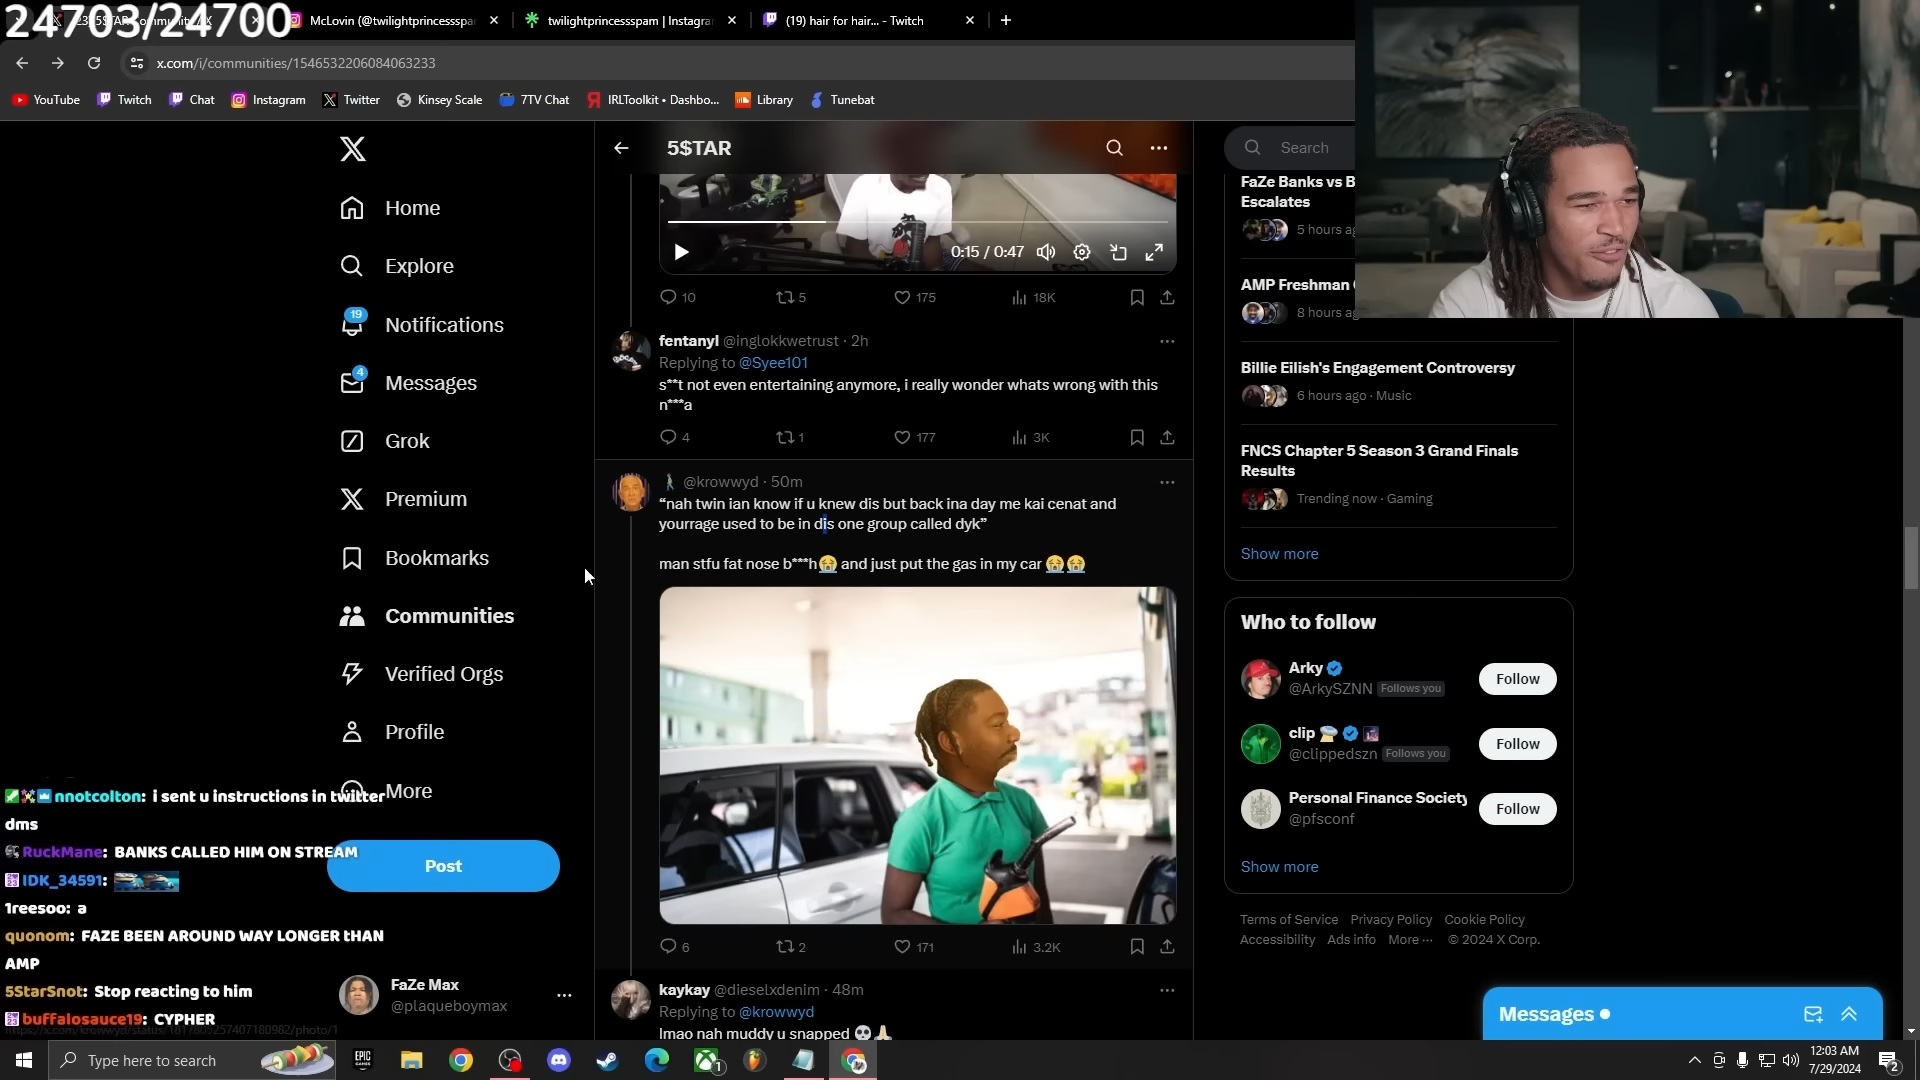 24703/24700
McLovin (@twilightprincessspa
twilightprincessspam | Instagra
(19) hair for hair... - Twitch
x.com/i/communities/1546532206084063233
YouTube
Twitch
Chat
Instagram
Twitter
Kinsey Scale
7TV Chat
IRLToolkit • Dashbo...
Library
Tunebat
Home
Explore
19
Notifications
4
Messages
Grok
Premium
Bookmarks
Communities
Verified Orgs
Profile
More
Post
FaZe Max
@plaqueboymax
nnotcolton: i sent u instructions in twitter
dms
RuckMane: BANKS CALLED HIM ON STREAM
IDK_34591:
1reesoo: a
quonom: FAZE BEEN AROUND WAY LONGER tHAN
AMP
5StarSnot: Stop reacting to him
buffalosauce19: CYPHER
5$TAR
0:15 / 0:47
10 5 175 18K
fentanyl @inglokkwetrust · 2h
Replying to @Syee101
s**t not even entertaining anymore, i really wonder whats wrong with this
n***a
4 1 177 3K
@krowwyd · 50m
“nah twin ian know if u knew dis but back ina day me kai cenat and
yourrage used to be in dis one group called dyk”
man stfu fat nose b***h😭 and just put the gas in my car 😭😭
6 2 171 3.2K
kaykay @dieselxdenim · 48m
Replying to @krowwyd
lmao nah muddy u snapped 💀🙏🏻
Search
FaZe Banks vs B
Escalates
5 hours ag
AMP Freshman
8 hours ag
Billie Eilish's Engagement Controversy
6 hours ago · Music
FNCS Chapter 5 Season 3 Grand Finals
Results
Trending now · Gaming
Show more
Who to follow
Arky
@ArkySZNN Follows you
Follow
clip
@clippedszn Follows you
Follow
Personal Finance Society
@pfsconf
Follow
Show more
Terms of Service Privacy Policy Cookie Policy
Accessibility Ads info More ··· © 2024 X Corp.
Messages
Type here to search
EPIC GAMES
1
12:03 AM
7/29/2024
2